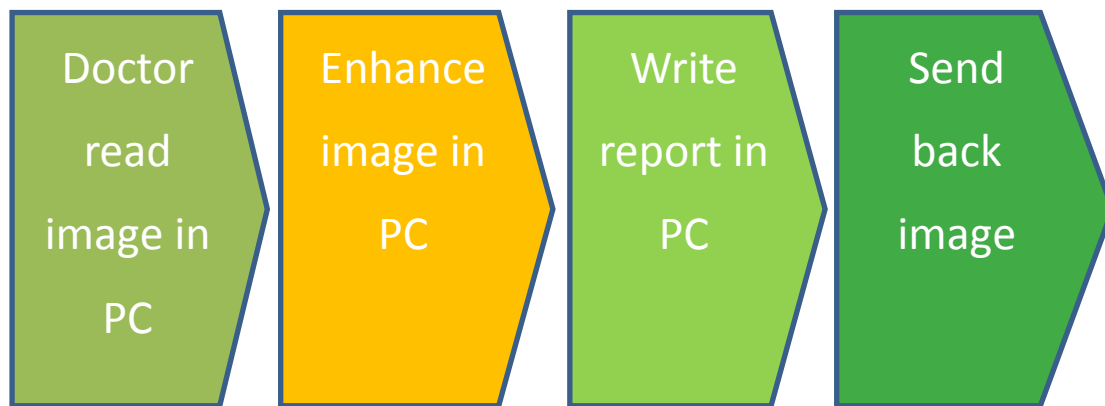 Doctor
read
image in
PC
Enhance
image in
PC
Write
report in
PC
Send
back
image